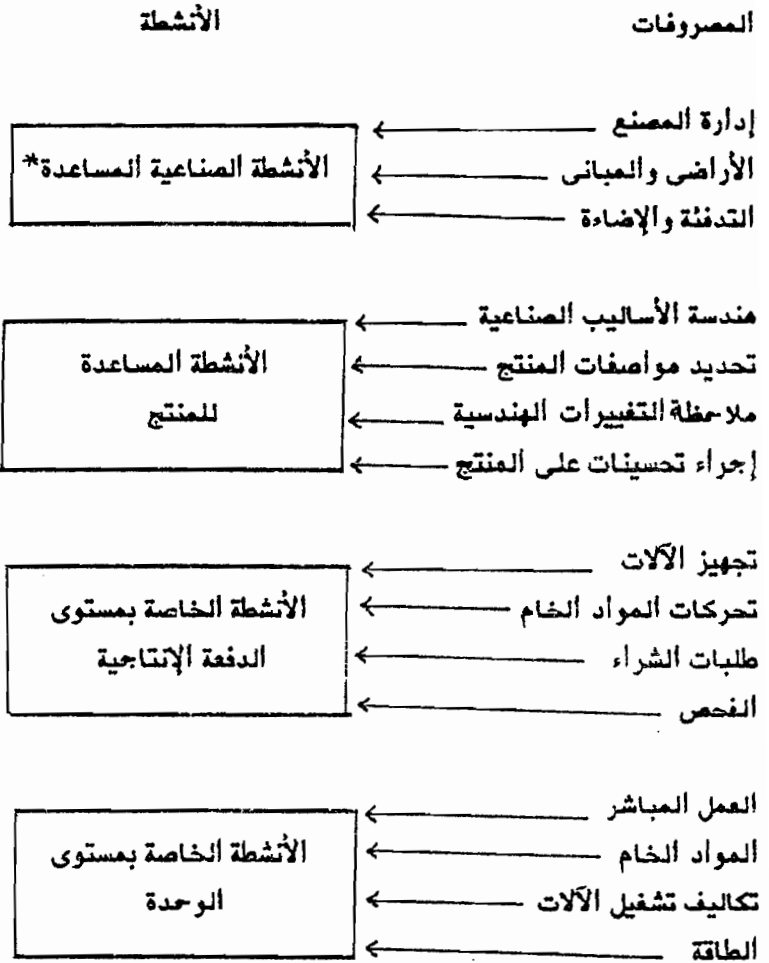 المصروفات الأنشطة
إدارة المصنع
الأراضى والمبانى
التدفئة والإضاءة
الأنشطة الصناعية المساعدة*
هندسة الأساليب الصناعية
تحديد مواصفات المنتج
ملاحظة التغييرات الهندسية
إجراء تحسينات على المنتج
الأنشطة المساعدة
للمنتج
تجهيز الآلات
تحركات المواد الخام
طلبات الشراء
الفحص
الأنشطة الخاصة بمستوى
الدفعة الإنتاجية
العمل المباشر
المواد الخام
تكاليف تشغيل الآلات
الطاقة
الأنشطة الخاصة بمستوى
الوحدة